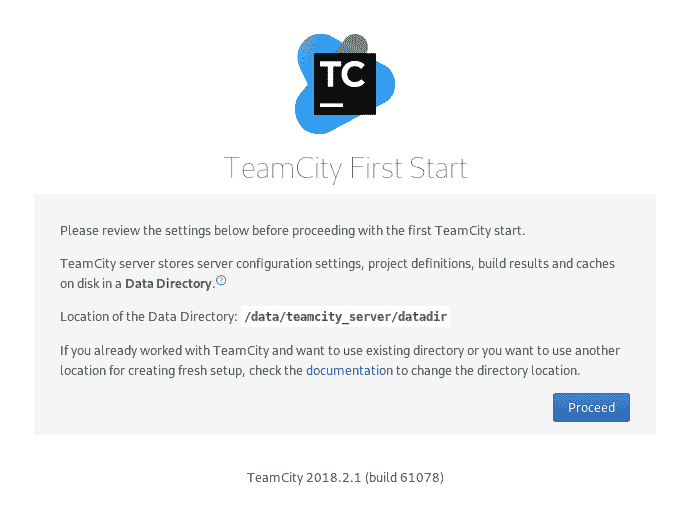 TC
TeamCity First Start
Please review the settings below before proceeding with the first TeamCity start.
TeamCity server stores server configuration settings, project definitions, build results and caches
on disk in a Data Directory.?
Location of the Data Directory: /data/teamcity_server/datadir
If you already worked with TeamCity and want to use existing directory or you want to use another
location for creating fresh setup, check the documentation to change the directory location.
Proceed
TeamCity 2018.2.1 (build 61078)